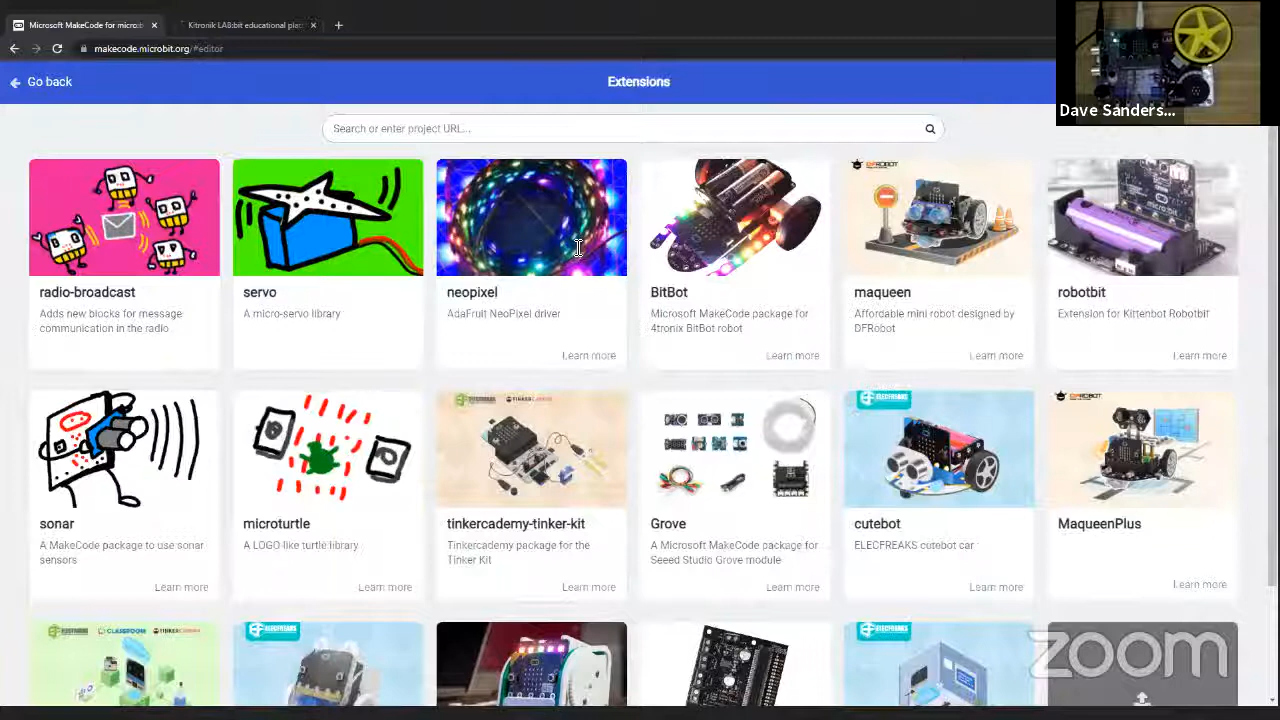 Microsoft MakeCode for micro:b
Kitronik LAB:bit educational pla
makecode.microbit.org/#editor
Go back
Extensions
Dave Sanders...
Search or enter project URL...
DFROBOT
micro:bit
radio-broadcast
Adds new blocks for message
communication in the radio
servo
A micro-servo library
neopixel
AdaFruit NeoPixel driver
Learn more
BitBot
Microsoft MakeCode package for
4tronix BitBot robot
Learn more
maqueen
Affordable mini robot designed by
DFRobot
Learn more
robotbit
Extension for Kittenbot Robotbit
Learn more
ELECFREAKS
DFROBOT
sonar
A MakeCode package to use sonar
sensors
Learn more
microturtle
A LOGO-like turtle library
Learn more
tinkercademy-tinker-kit
Tinkercademy package for the
Tinker Kit
Learn more
Grove
A Microsoft MakeCode package for
Seeed Studio Grove module
Learn more
cutebot
ELECFREAKS cutebot car
Learn more
MaqueenPlus
Learn more
ELECFREAKS
ELECFREAKS
zoom